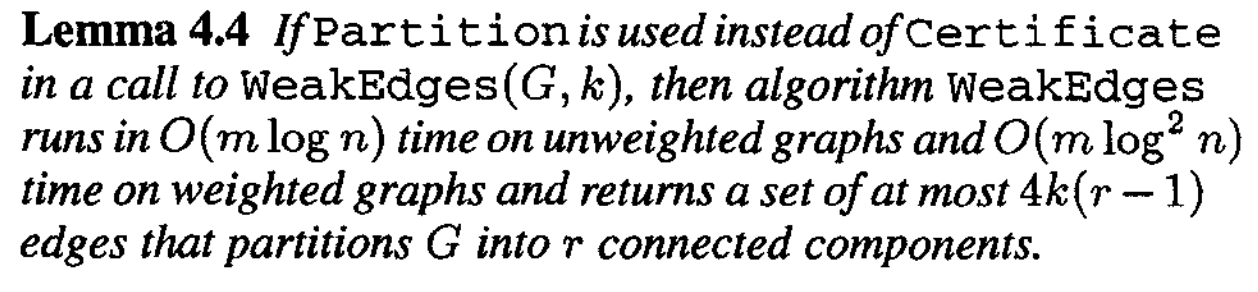 Lemma 4.4 If Partition is used instead of Certificate
in a call to WeakEdges(G, k), then algorithm WeakEdges
runs in O(m log n) time on unweighted graphs and O(m log² n)
time on weighted graphs and returns a set of at most 4k(r − 1)
edges that partitions G into r connected components.